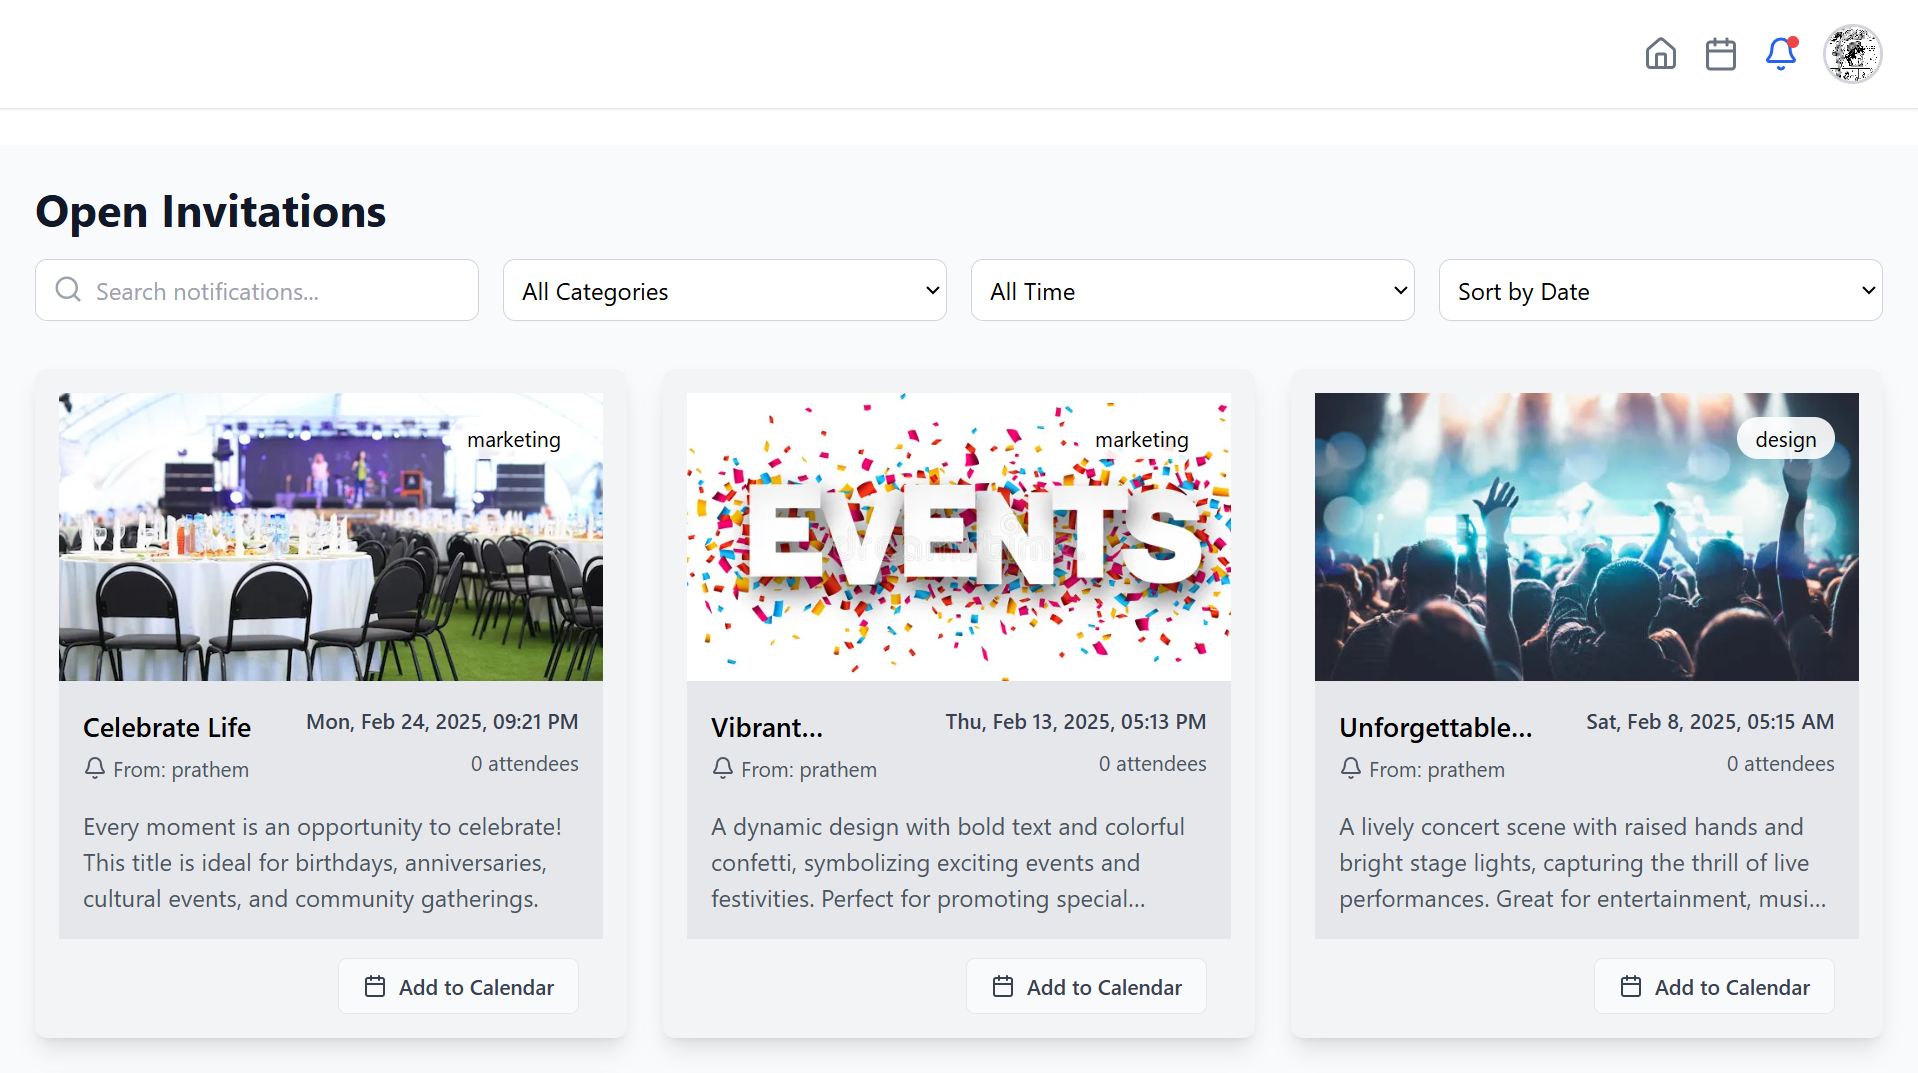 Open Invitations
Search notifications...
All Categories
All Time
Sort by Date
marketing
Celebrate Life
Mon, Feb 24, 2025, 09:21 PM
From: prathem
0 attendees
Every moment is an opportunity to celebrate!
This title is ideal for birthdays, anniversaries,
cultural events, and community gatherings.
Add to Calendar
marketing
EVENTS
Vibrant...
Thu, Feb 13, 2025, 05:13 PM
From: prathem
0 attendees
A dynamic design with bold text and colorful
confetti, symbolizing exciting events and
festivities. Perfect for promoting special...
Add to Calendar
design
Unforgettable...
Sat, Feb 8, 2025, 05:15 AM
From: prathem
0 attendees
A lively concert scene with raised hands and
bright stage lights, capturing the thrill of live
performances. Great for entertainment, musi...
Add to Calendar